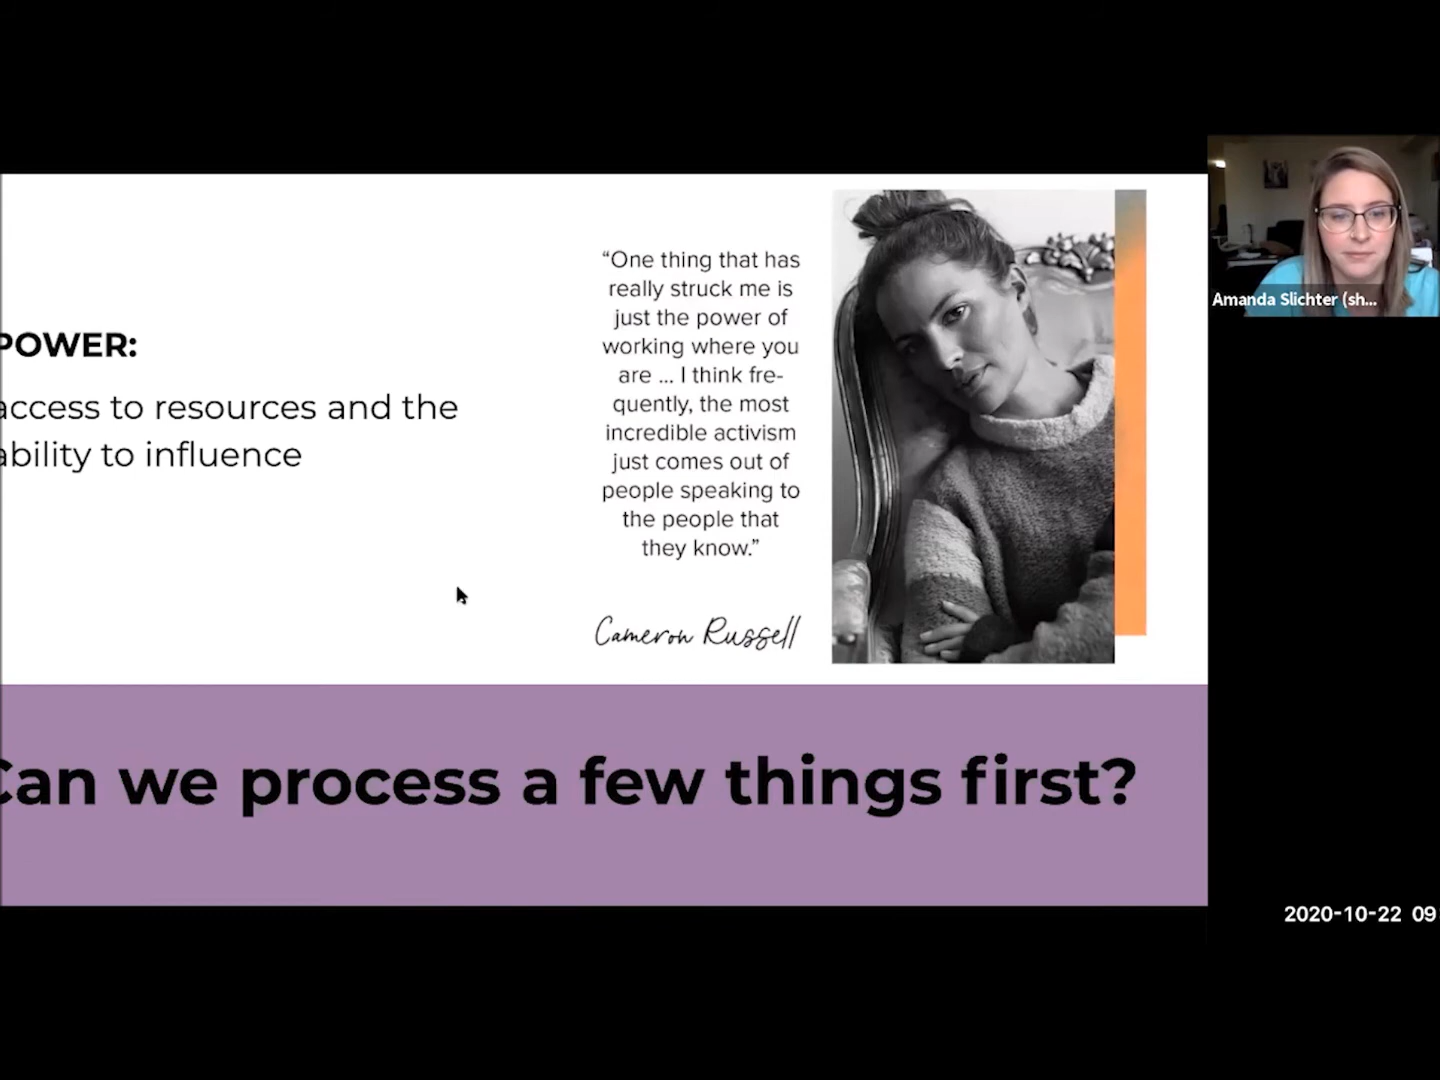 POWER:
access to resources and the
ability to influence
“One thing that has
really struck me is
just the power of
working where you
are ... I think fre-
quently, the most
incredible activism
just comes out of
people speaking to
the people that
they know.”
Cameron Russell
Can we process a few things first?
Amanda Slichter (sh...
2020-10-22 09